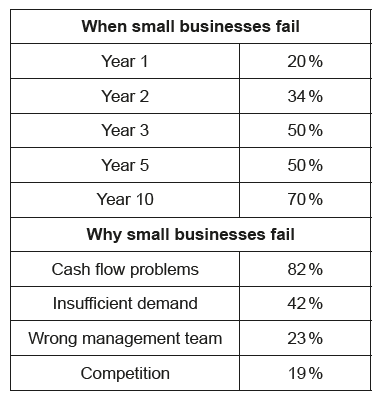 When small businesses fail
Year 1 20%
Year 2 34%
Year 3 50%
Year 5 50%
Year 10 70%
Why small businesses fail
Cash flow problems 82%
Insufficient demand 42%
Wrong management team 23%
Competition 19%